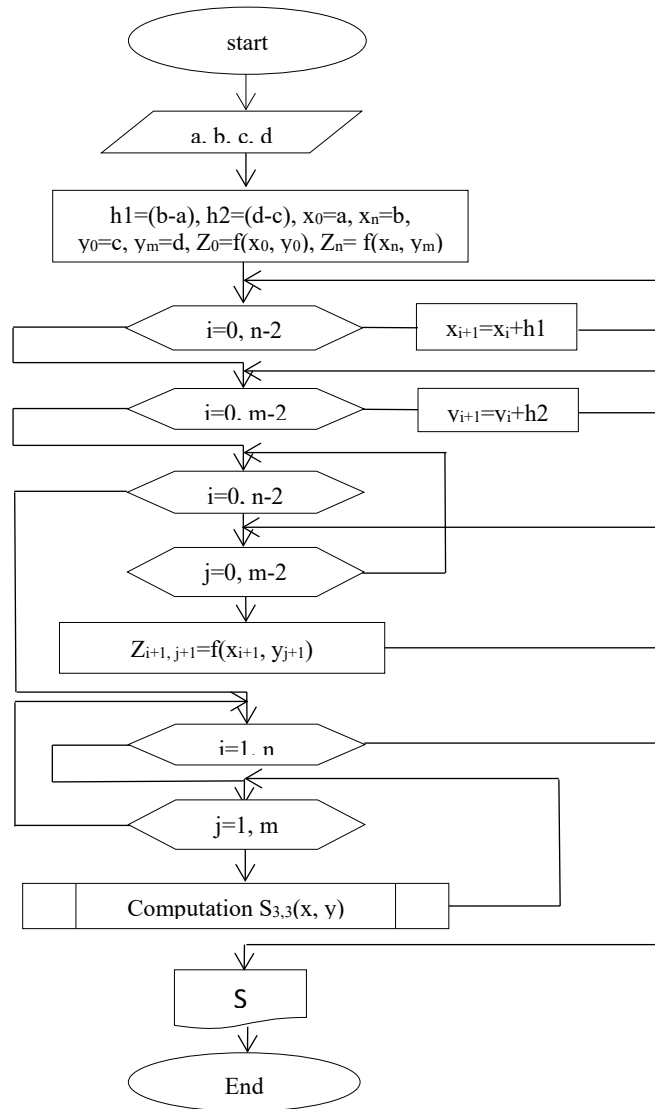 start
a, b, c, d
h1=(b-a), h2=(d-c), x₀=a, xₙ=b,
y₀=c, yₘ=d, Z₀=f(x₀, y₀), Zₙ= f(xₙ, yₘ)
i=0, n-2
xᵢ₊₁=xᵢ+h1
i=0, m-2
yᵢ₊₁=yᵢ+h2
i=0, n-2
j=0, m-2
Zᵢ₊₁, ⱼ₊₁=f(xᵢ₊₁, yⱼ₊₁)
i=1, n
j=1, m
Computation S₃,₃(x, y)
S
End